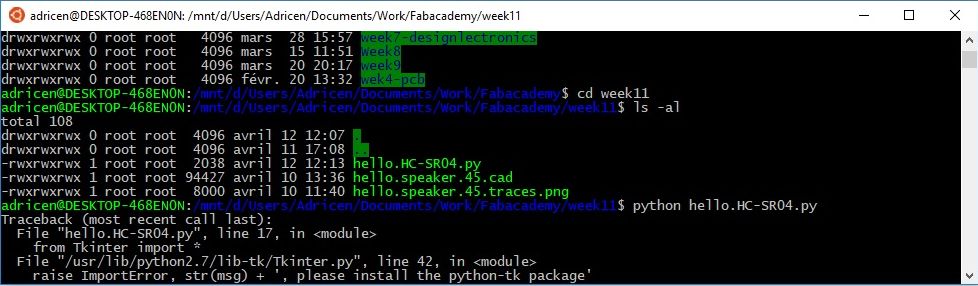 adricen@DESKTOP-468EN0N: /mnt/d/Users/Adricen/Documents/Work/Fabacademy/week11
drwxrwxrwx 0 root root  4096 mars  28 15:57 week7-designlectronics
drwxrwxrwx 0 root root  4096 mars  15 11:51 week8
drwxrwxrwx 0 root root  4096 mars  20 20:17 week9
drwxrwxrwx 0 root root  4096 févr. 20 13:32 wek4-pcb
adricen@DESKTOP-468EN0N:/mnt/d/Users/Adricen/Documents/Work/Fabacademy$ cd week11
adricen@DESKTOP-468EN0N:/mnt/d/Users/Adricen/Documents/Work/Fabacademy/week11$ ls -al
total 108
drwxrwxrwx 0 root root  4096 avril 12 12:07 .
drwxrwxrwx 0 root root  4096 avril 11 17:08 ..
-rwxrwxrwx 1 root root  2038 avril 12 12:13 hello.HC-SR04.py
-rwxrwxrwx 1 root root 94427 avril 10 13:36 hello.speaker.45.cad
-rwxrwxrwx 1 root root  8000 avril 10 11:40 hello.speaker.45.traces.png
adricen@DESKTOP-468EN0N:/mnt/d/Users/Adricen/Documents/Work/Fabacademy/week11$ python hello.HC-SR04.py
Traceback (most recent call last):
  File "hello.HC-SR04.py", line 17, in <module>
    from Tkinter import *
  File "/usr/lib/python2.7/lib-tk/Tkinter.py", line 42, in <module>
    raise ImportError, str(msg) + ', please install the python-tk package'